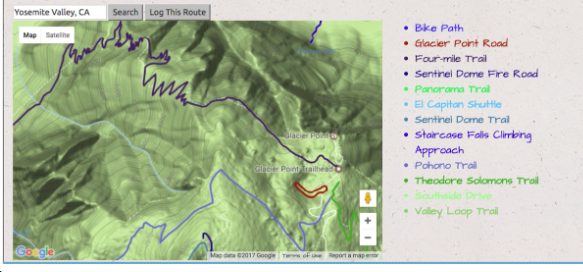 Yosemite Valley, CA Search Log This Route
Map Satellite
Bike Path
Glacier Point Road
Four-mile Trail
Sentinel Dome Fire Road
Panorama Trail
El Capitan Shuttle
Sentinel Dome Trail
Staircase Falls Climbing
Approach
Pohono Trail
Theodore Solomons Trail
Southside Drive
Valley Loop Trail
Glacier Point
Glacier Point Trailhead
+
−
Google Map data ©2017 Google Terms of Use Report a map error